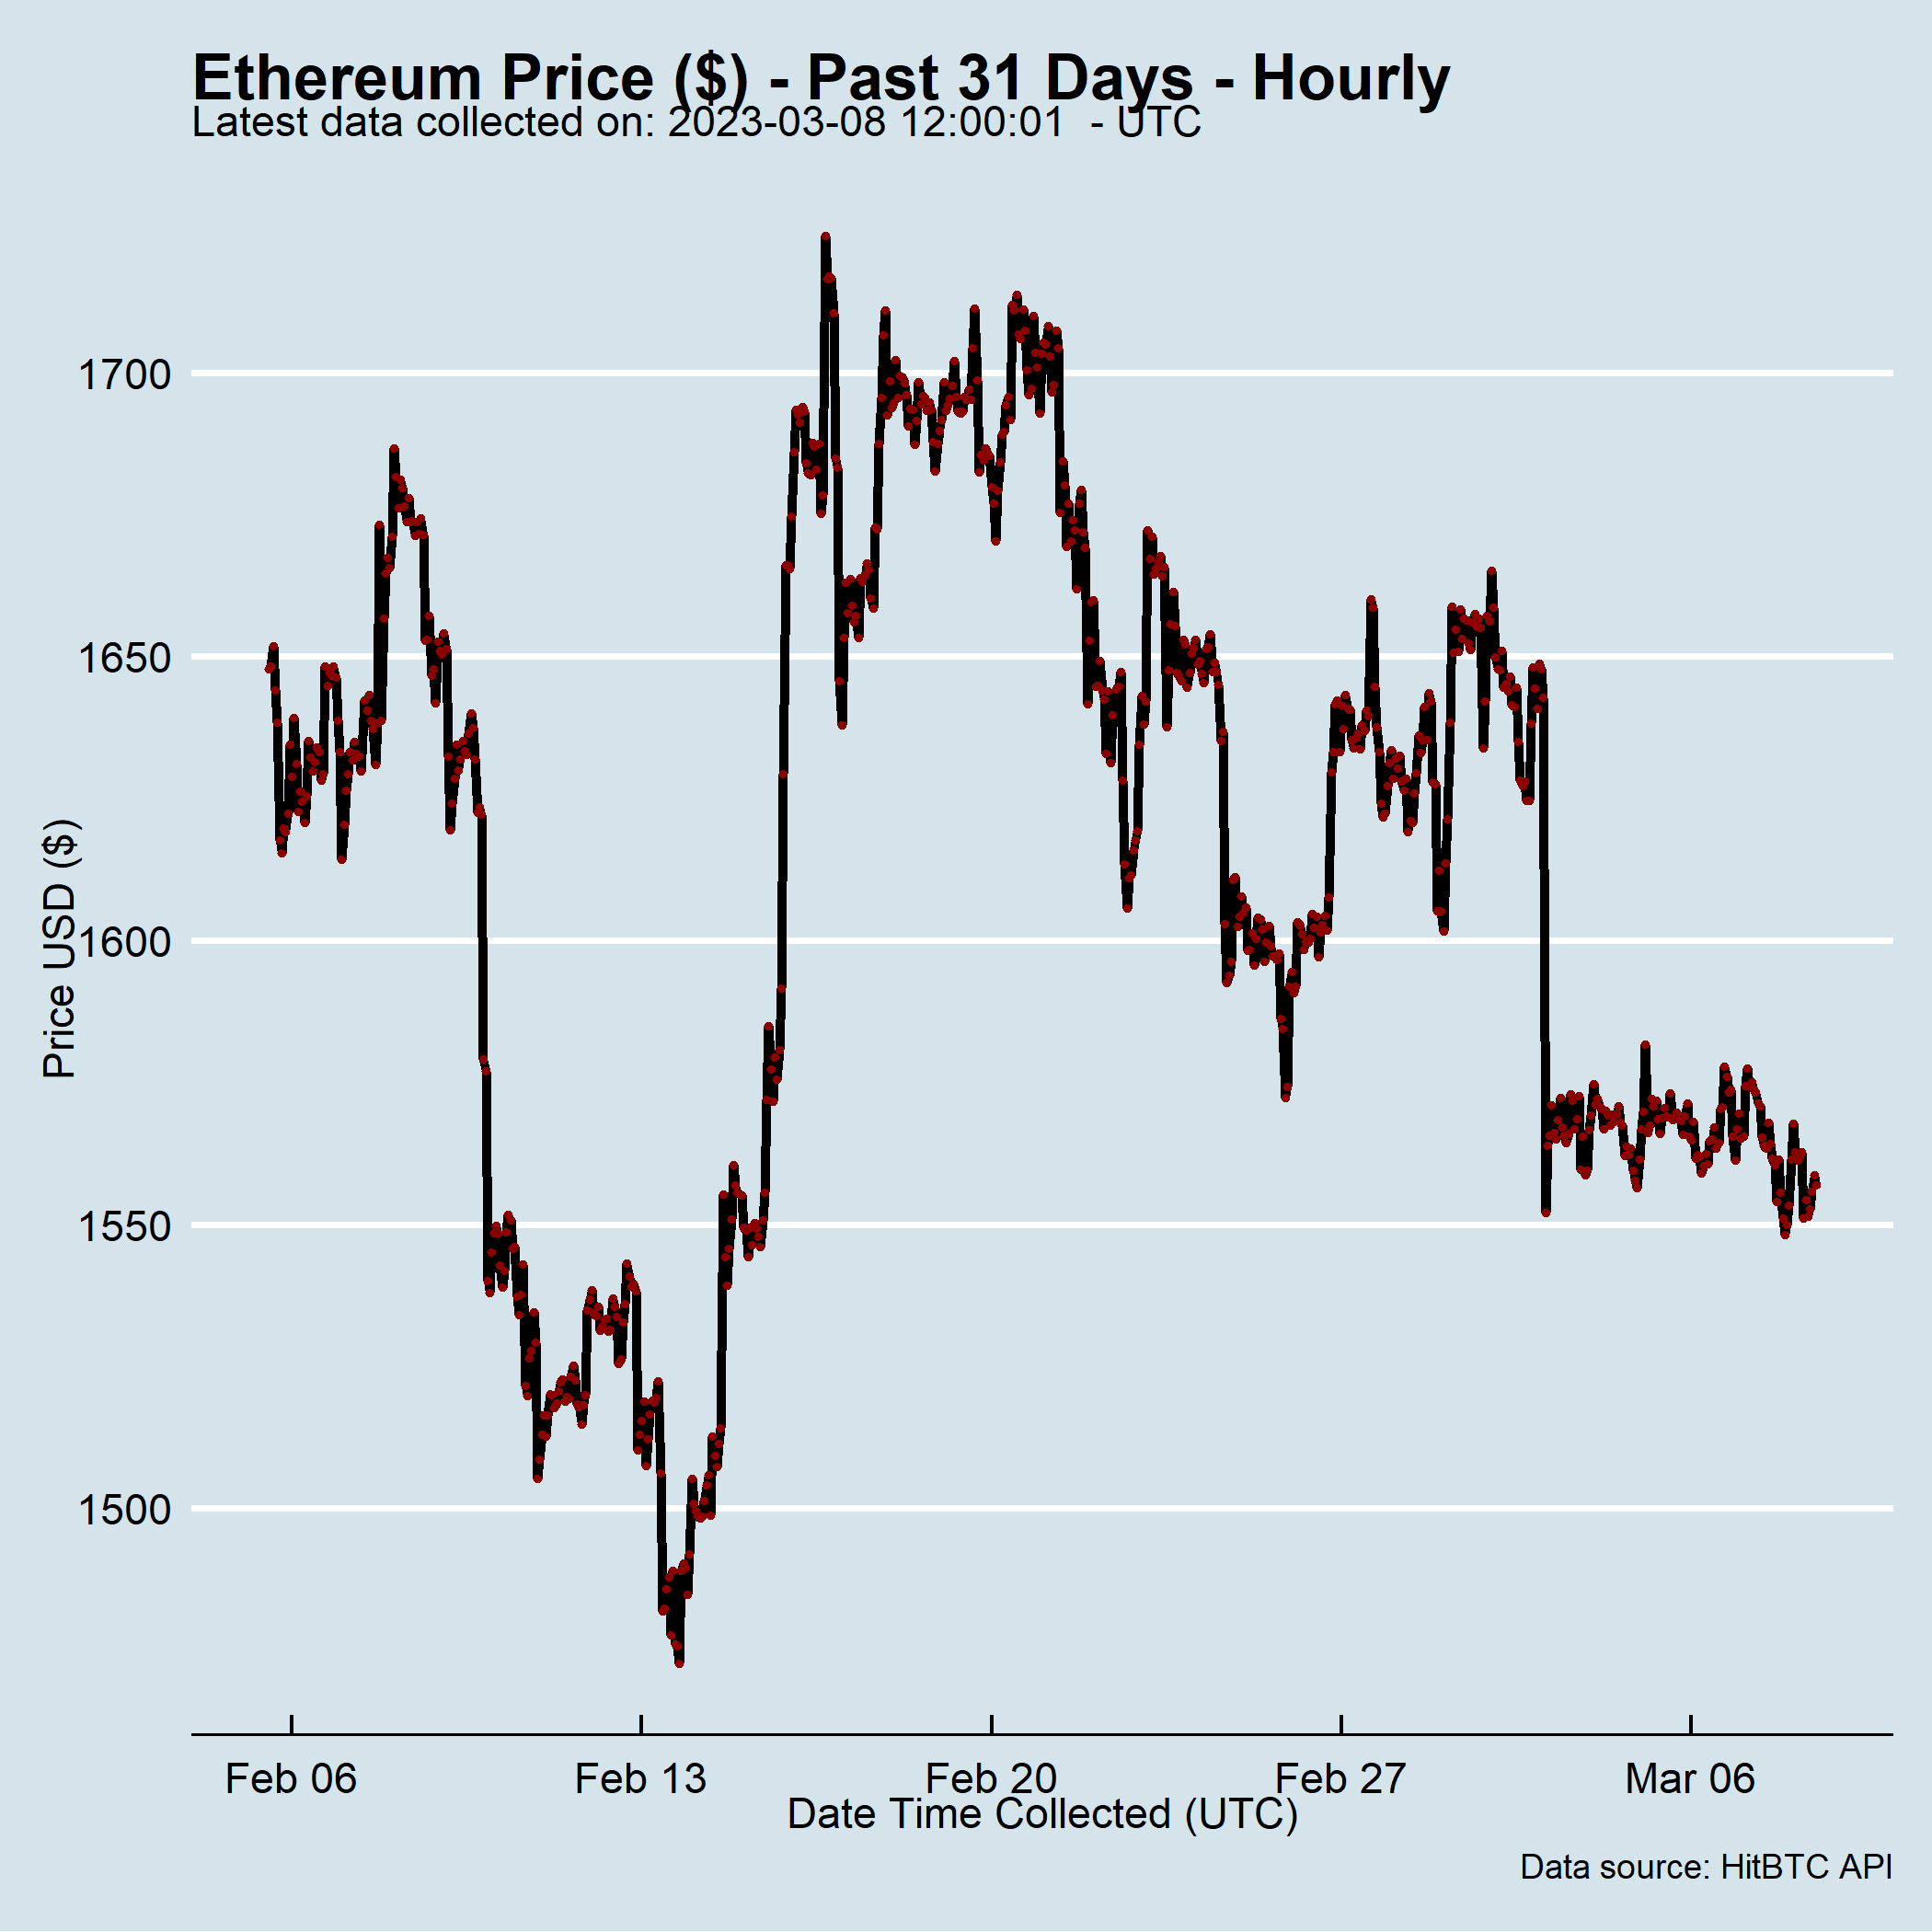 Ethereum Price ($) - Past 31 Days - Hourly
Latest data collected on: 2023-03-08 12:00:01  - UTC
Price USD ($)
1700
1650
1600
1550
1500
Feb 06
Feb 13
Feb 20
Feb 27
Mar 06
Date Time Collected (UTC)
Data source: HitBTC API